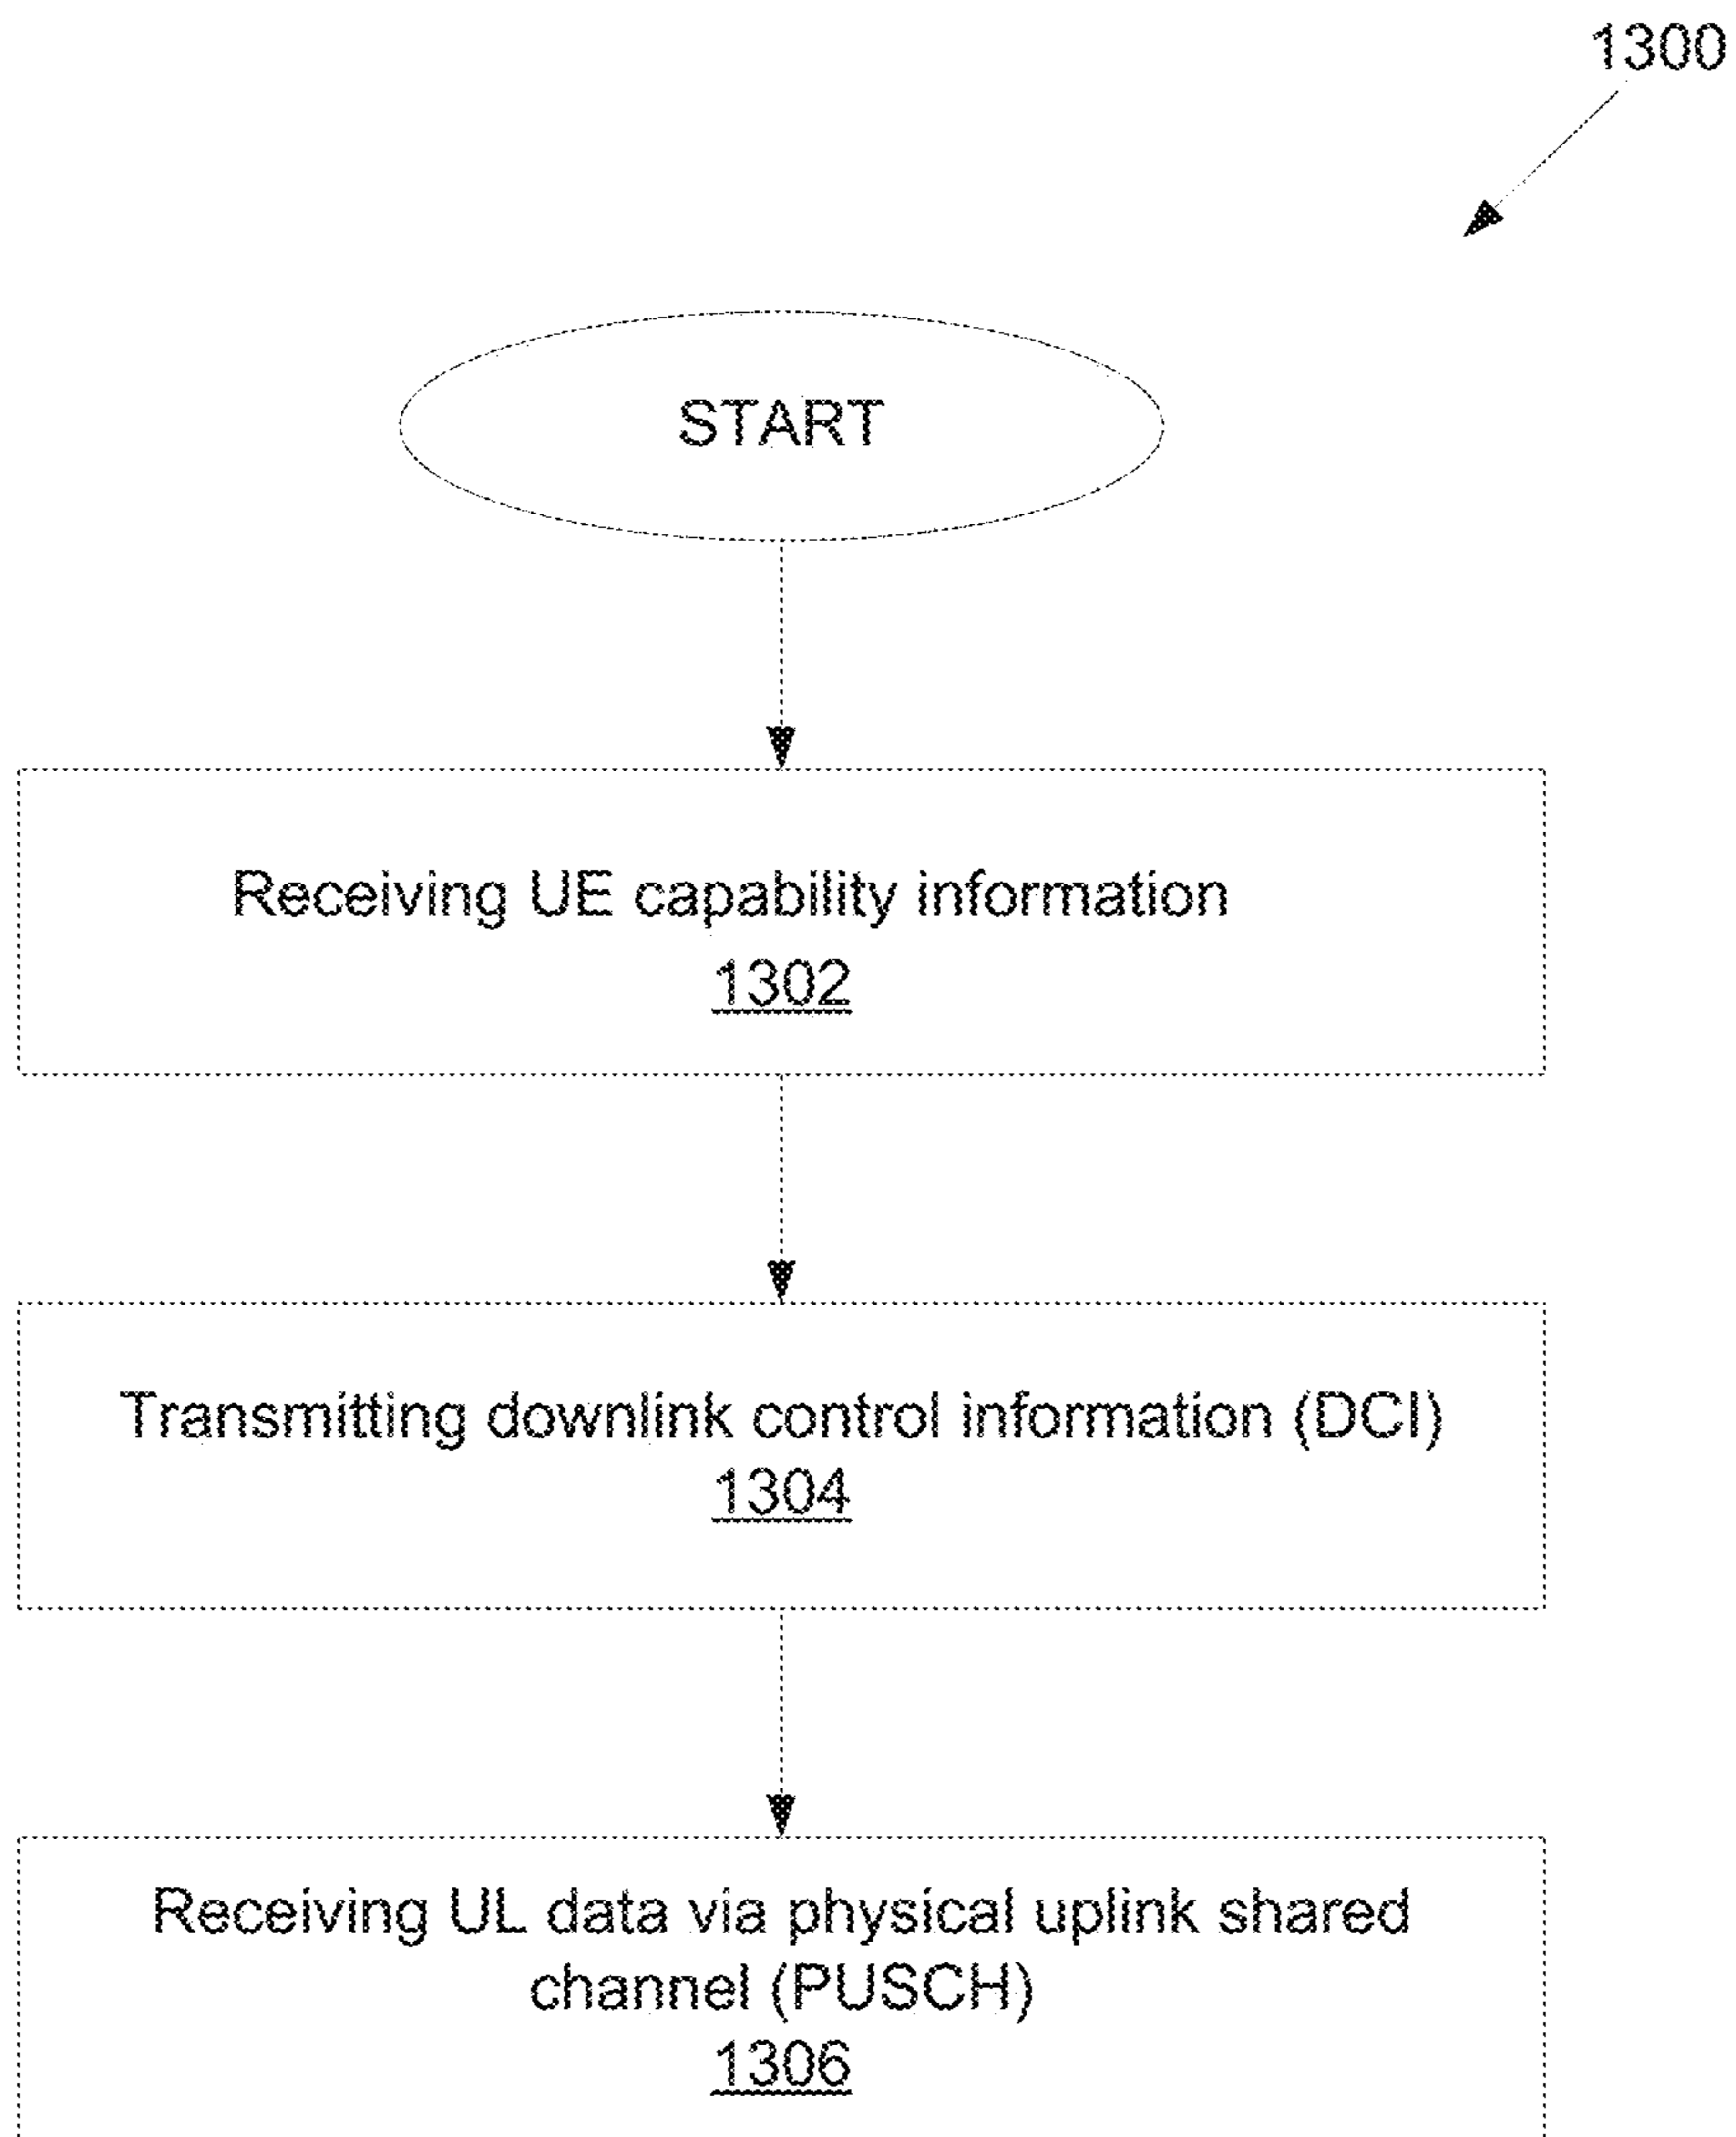 1300
START
Receiving UE capability information
1302
Transmitting downlink control information (DCI)
1304
Receiving UL data via physical uplink shared
channel (PUSCH)
1306